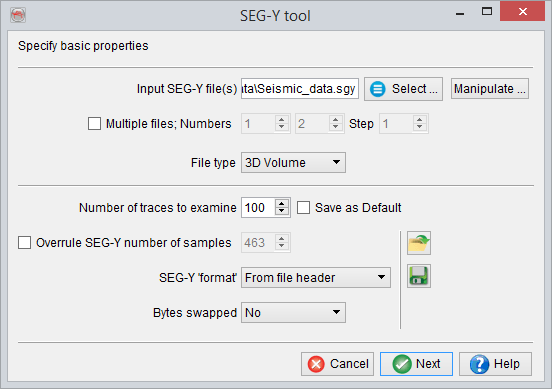 SEG-Y tool
Specify basic properties
Input SEG-Y file(s) ıta\Seismic_data.sgy Select ... Manipulate ...
Multiple files; Numbers 1 2 Step 1
File type 3D Volume
Number of traces to examine 100 Save as Default
Overrule SEG-Y number of samples 463
SEG-Y 'format' From file header
Bytes swapped No
Cancel Next Help